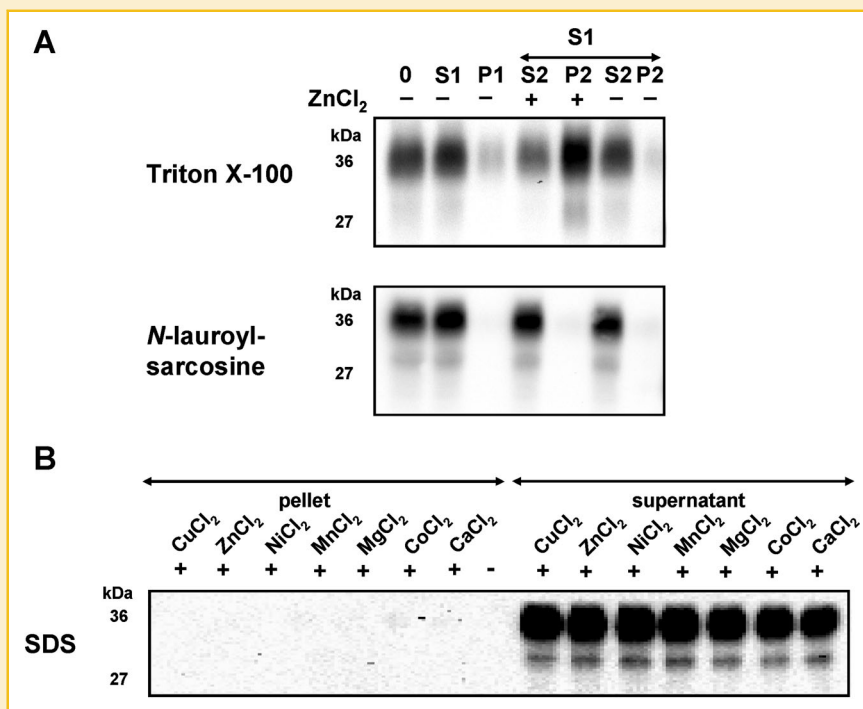 A
S1
0 S1 P1 S2 P2 S2 P2
ZnCl₂ – – – + + – –
kDa
36
Triton X-100
27
kDa
36
N-lauroyl-
sarcosine
27
B
pellet supernatant
CuCl₂ ZnCl₂ NiCl₂ MnCl₂ MgCl₂ CoCl₂ CaCl₂ CuCl₂ ZnCl₂ NiCl₂ MnCl₂ MgCl₂ CoCl₂ CaCl₂
+ + + + + + + - + + + + + + +
kDa
36
SDS
27